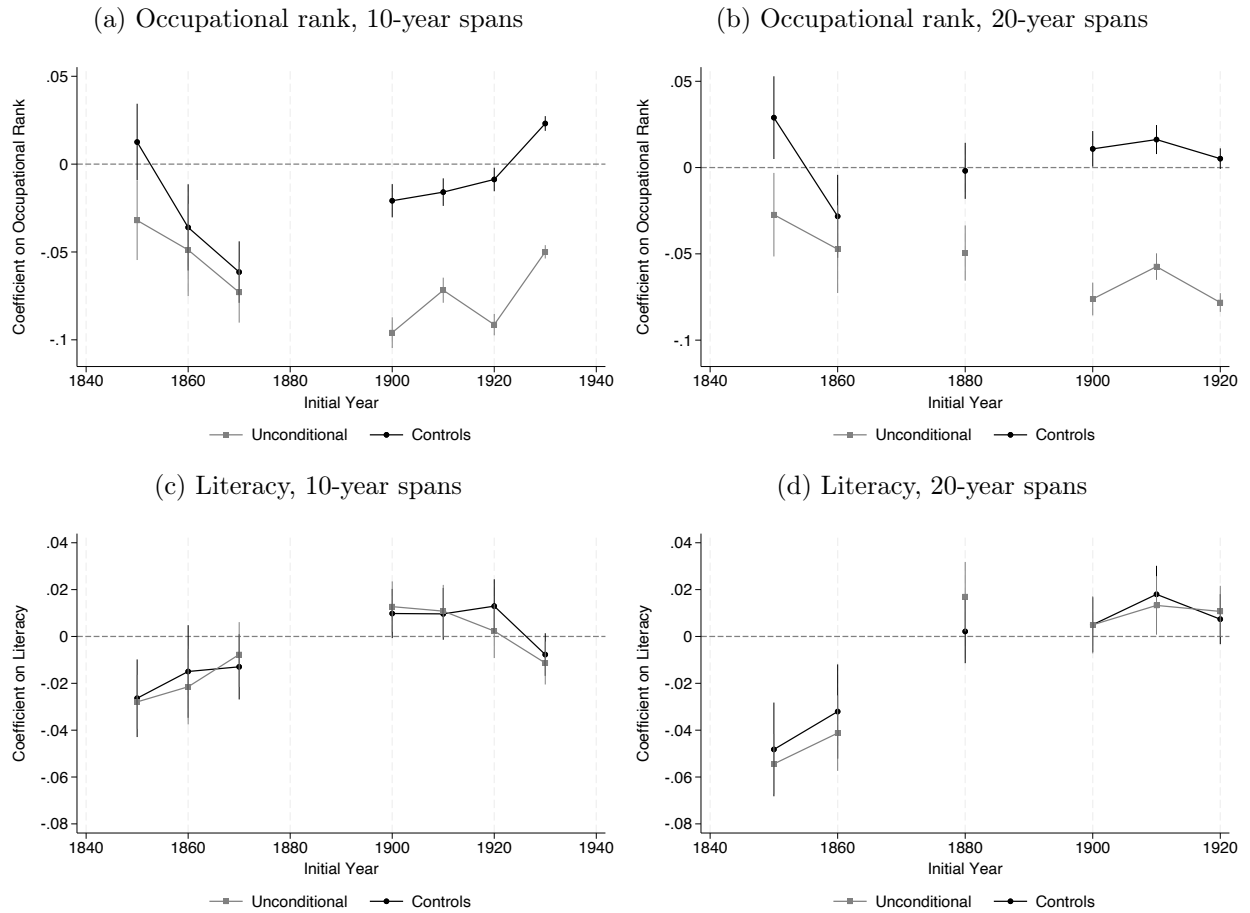 (a) Occupational rank, 10-year spans
Coefficient on Occupational Rank
.05
0
-.05
-.1
1840 1860 1880 1900 1920 1940
Initial Year
Unconditional Controls
(b) Occupational rank, 20-year spans
Coefficient on Occupational Rank
.05
0
-.05
-.1
1840 1860 1880 1900 1920
Initial Year
Unconditional Controls
(c) Literacy, 10-year spans
Coefficient on Literacy
.04
.02
0
-.02
-.04
-.06
-.08
1840 1860 1880 1900 1920 1940
Initial Year
Unconditional Controls
(d) Literacy, 20-year spans
Coefficient on Literacy
.04
.02
0
-.02
-.04
-.06
-.08
1840 1860 1880 1900 1920
Initial Year
Unconditional Controls